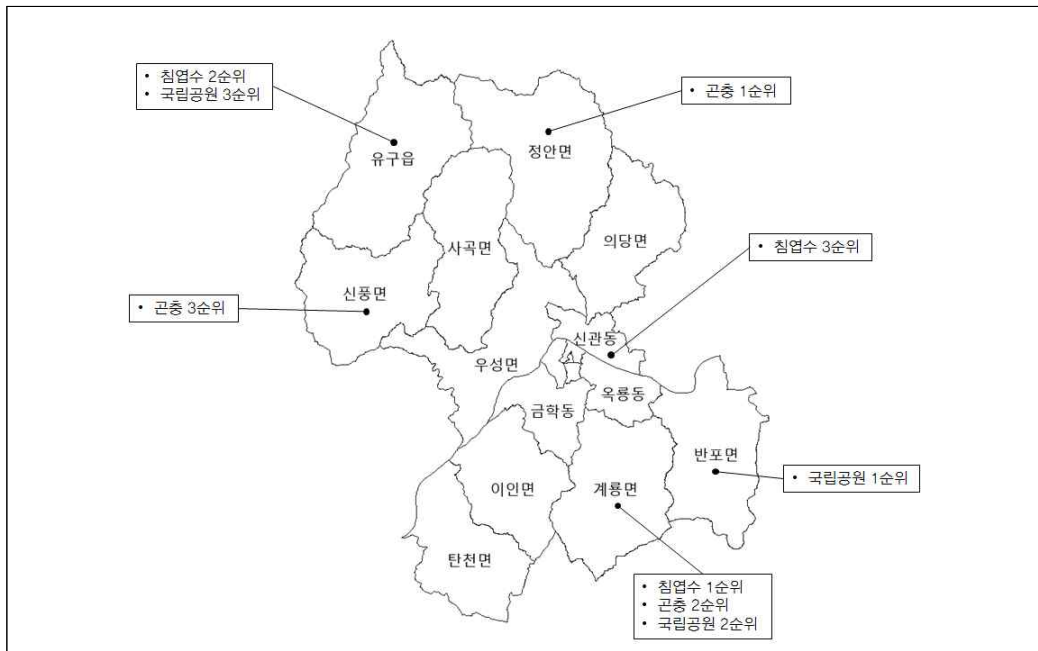 • 침엽수 2순위
• 국립공원 3순위
• 곤충 1순위
유구읍
정안면
의당면
사곡면
• 침엽수 3순위
신풍면
• 곤충 3순위
신관동
우성면
옥룡동
금학동
반포면
• 국립공원 1순위
이인면
계룡면
탄천면
• 침엽수 1순위
• 곤충 2순위
• 국립공원 2순위